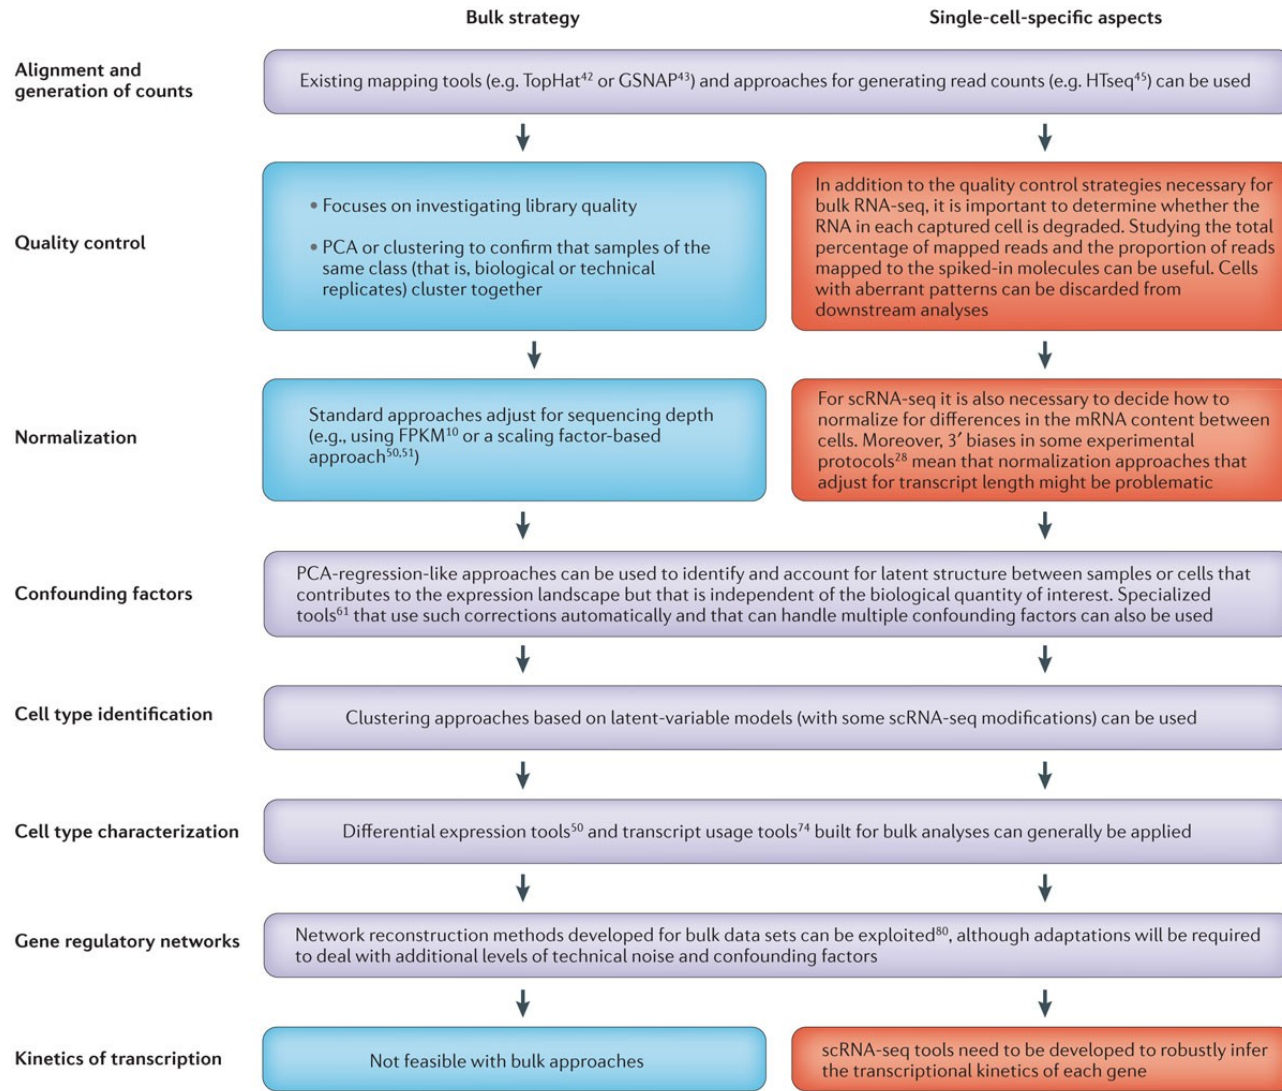 Bulk strategy
Single-cell-specific aspects
Alignment and
generation of counts
Existing mapping tools (e.g. TopHat⁴² or GSNAP⁴³) and approaches for generating read counts (e.g. HTseq⁴⁵) can be used
Quality control
• Focuses on investigating library quality
• PCA or clustering to confirm that samples of the
same class (that is, biological or technical
replicates) cluster together
In addition to the quality control strategies necessary for
bulk RNA-seq, it is important to determine whether the
RNA in each captured cell is degraded. Studying the total
percentage of mapped reads and the proportion of reads
mapped to the spiked-in molecules can be useful. Cells
with aberrant patterns can be discarded from
downstream analyses
Normalization
Standard approaches adjust for sequencing depth
(e.g., using FPKM¹⁰ or a scaling factor-based
approach⁵⁰,⁵¹)
For scRNA-seq it is also necessary to decide how to
normalize for differences in the mRNA content between
cells. Moreover, 3′ biases in some experimental
protocols²⁸ mean that normalization approaches that
adjust for transcript length might be problematic
Confounding factors
PCA-regression-like approaches can be used to identify and account for latent structure between samples or cells that
contributes to the expression landscape but that is independent of the biological quantity of interest. Specialized
tools⁶¹ that use such corrections automatically and that can handle multiple confounding factors can also be used
Cell type identification
Clustering approaches based on latent-variable models (with some scRNA-seq modifications) can be used
Cell type characterization
Differential expression tools⁵⁰ and transcript usage tools⁷⁴ built for bulk analyses can generally be applied
Gene regulatory networks
Network reconstruction methods developed for bulk data sets can be exploited⁸⁰, although adaptations will be required
to deal with additional levels of technical noise and confounding factors
Kinetics of transcription
Not feasible with bulk approaches
scRNA-seq tools need to be developed to robustly infer
the transcriptional kinetics of each gene